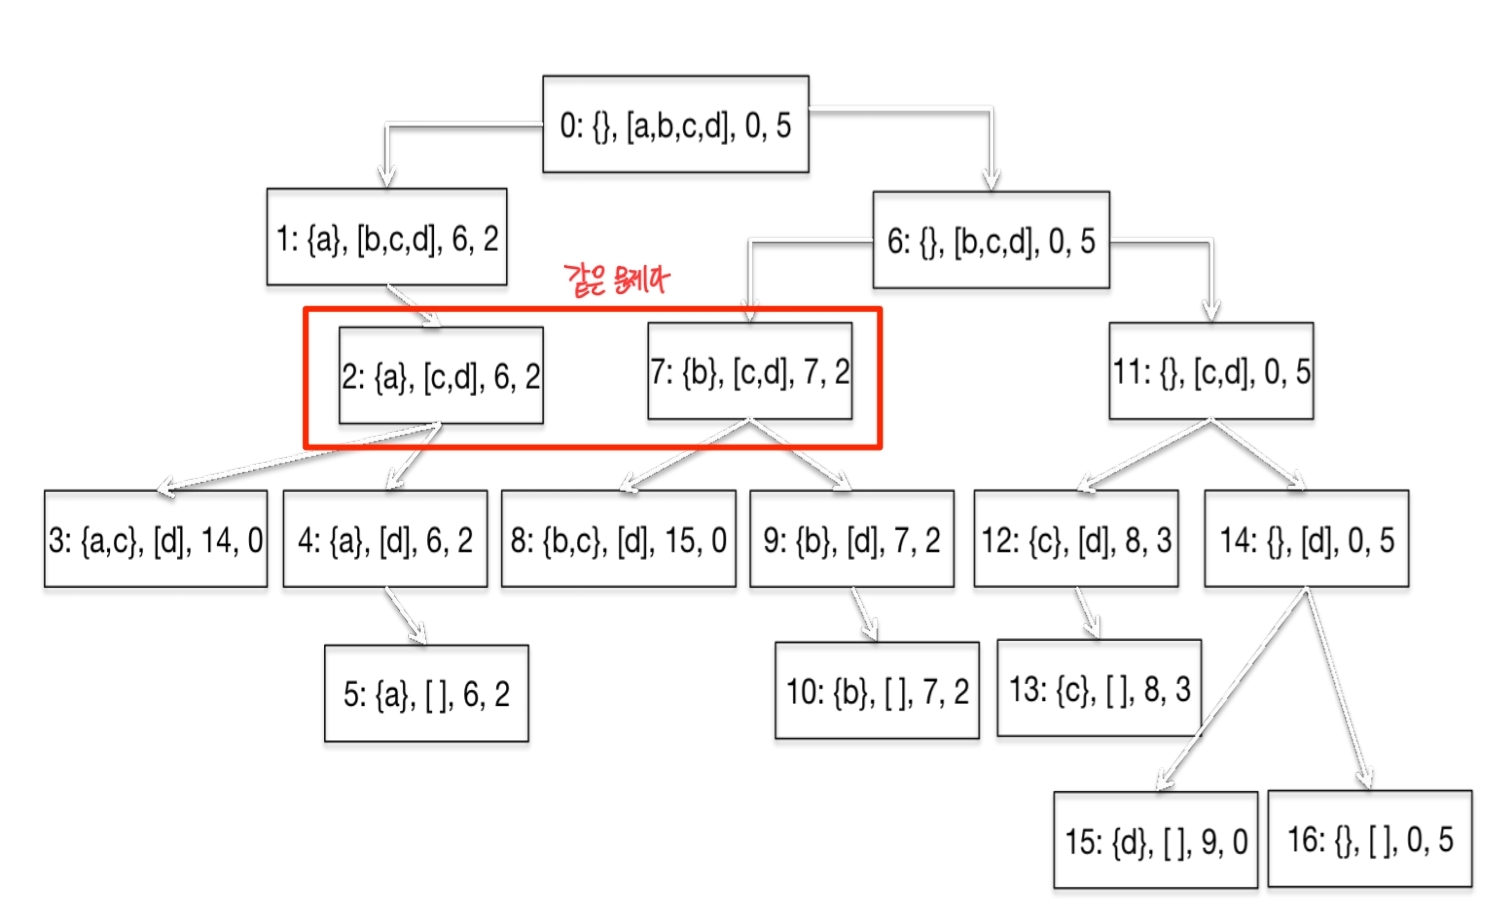 0: {}, [a,b,c,d], 0, 5
1: {a}, [b,c,d], 6, 2
6: {}, [b,c,d], 0, 5
같은 문제다
2: {a}, [c,d], 6, 2
7: {b}, [c,d], 7, 2
11: {}, [c,d], 0, 5
3: {a,c}, [d], 14, 0
4: {a}, [d], 6, 2
8: {b,c}, [d], 15, 0
9: {b}, [d], 7, 2
12: {c}, [d], 8, 3
14: {}, [d], 0, 5
5: {a}, [ ], 6, 2
10: {b}, [ ], 7, 2
13: {c}, [ ], 8, 3
15: {d}, [ ], 9, 0
16: {}, [ ], 0, 5